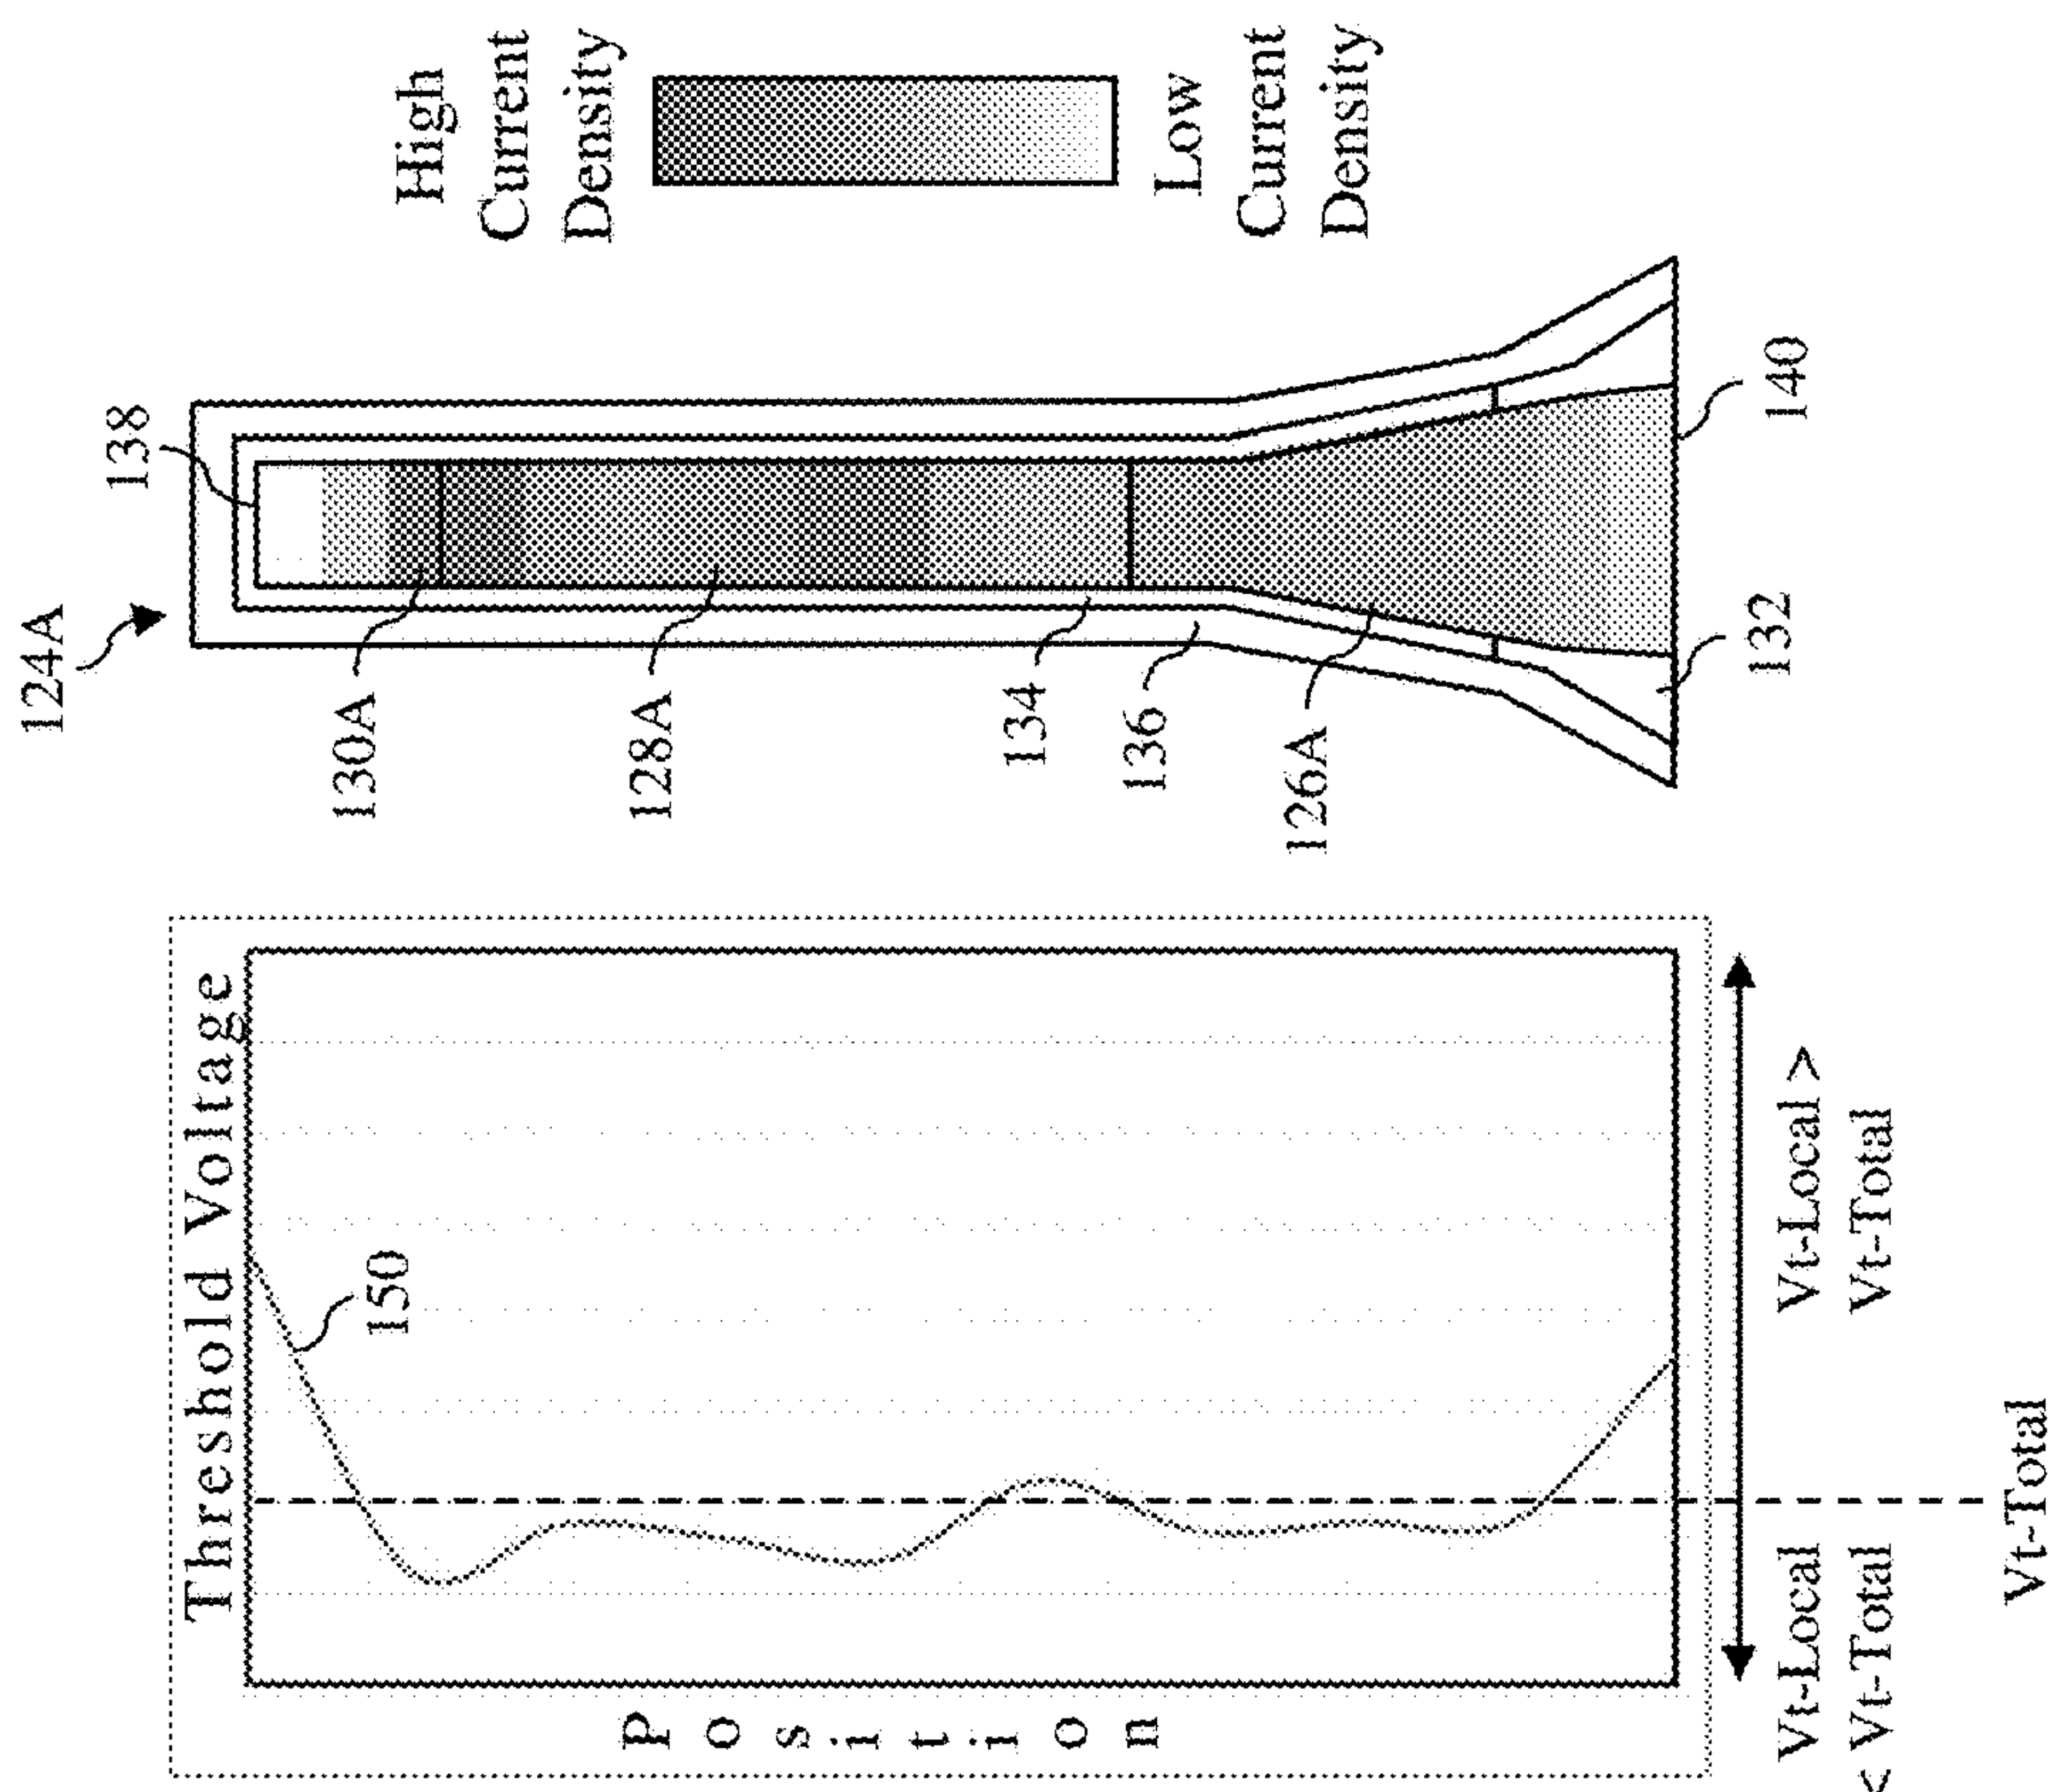 Threshold Voltage
Position
150
Vt-Local
< Vt-Total
Vt-Local >
Vt-Total
Vt-Total
124A
138
130A
128A
134
136
126A
132
140
High
Current
Density
Low
Current
Density